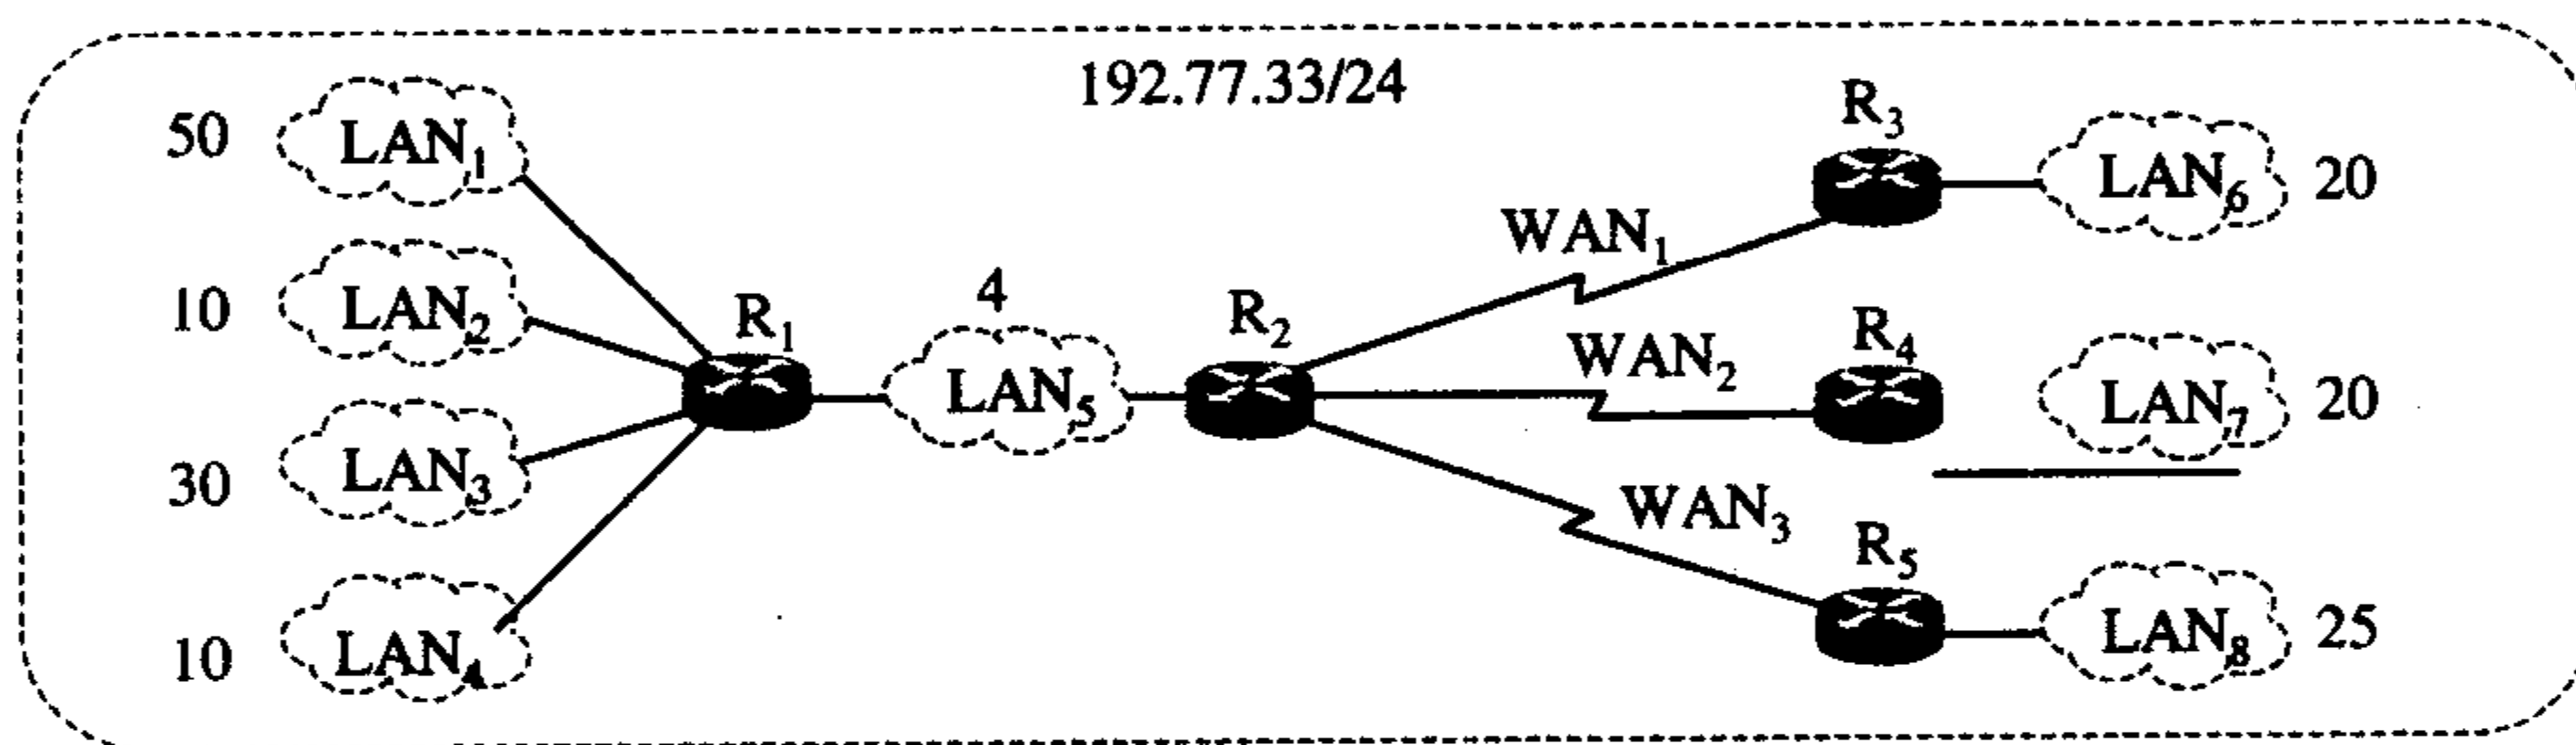 192.77.33/24
50
LAN₁
10
LAN₂
30
LAN₃
10
LAN₄
R₁
4
LAN₅
R₂
WAN₁
WAN₂
WAN₃
R₃
LAN₆
20
R₄
LAN₇
20
R₅
LAN₈
25